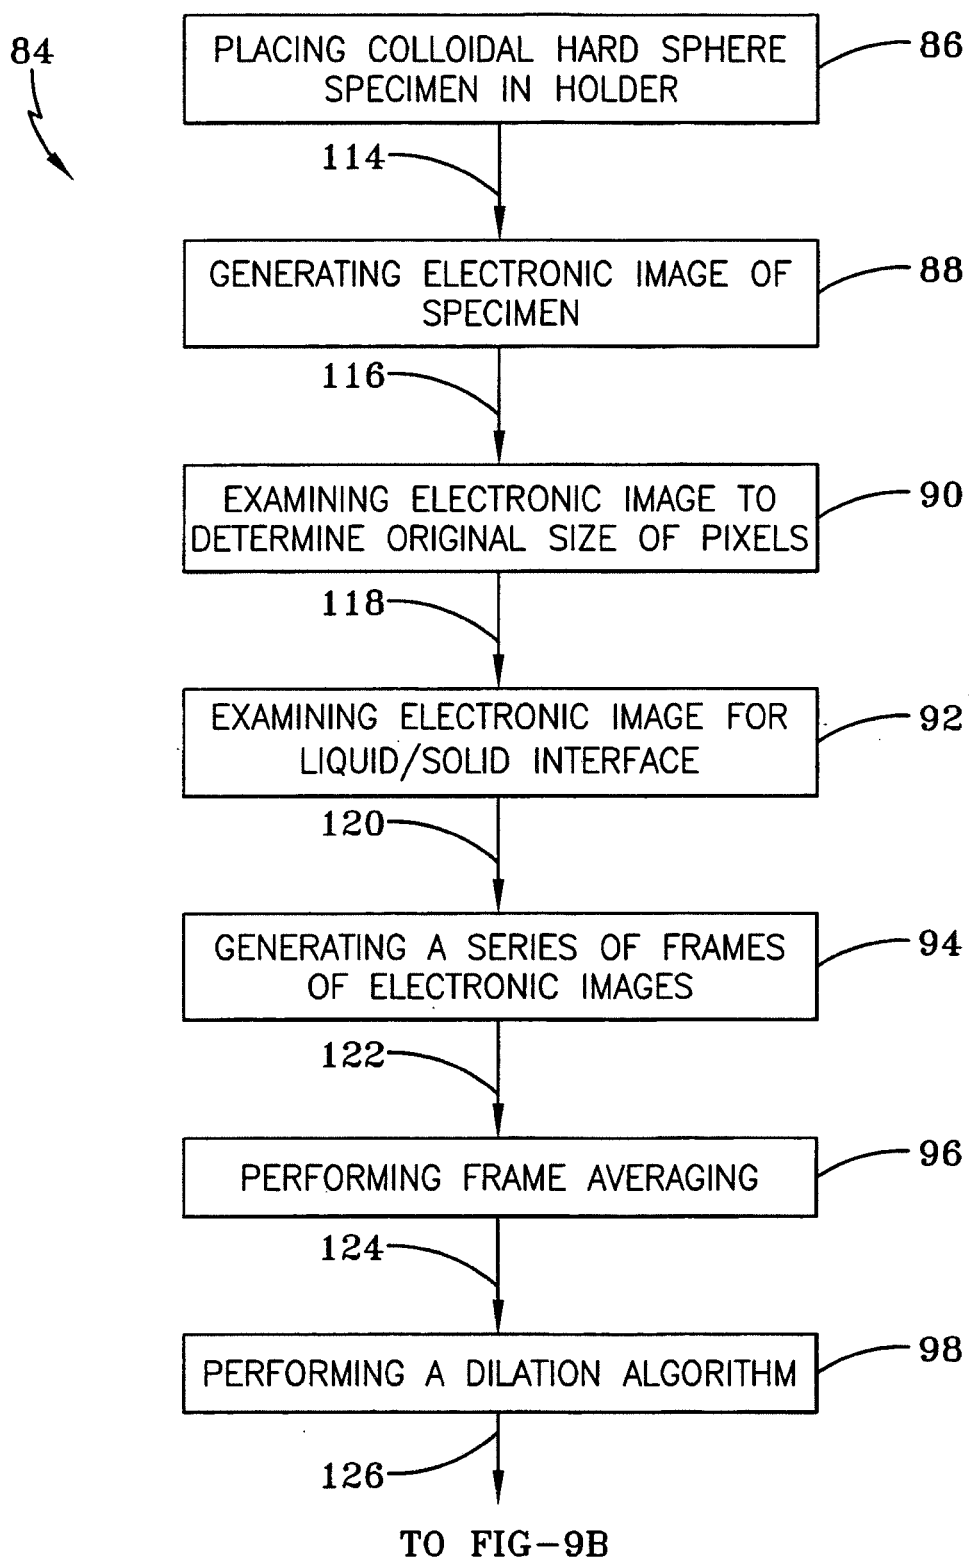 84
PLACING COLLOIDAL HARD SPHERE
SPECIMEN IN HOLDER
86
114
GENERATING ELECTRONIC IMAGE OF
SPECIMEN
88
116
EXAMINING ELECTRONIC IMAGE TO
DETERMINE ORIGINAL SIZE OF PIXELS
90
118
EXAMINING ELECTRONIC IMAGE FOR
LIQUID/SOLID INTERFACE
92
120
GENERATING A SERIES OF FRAMES
OF ELECTRONIC IMAGES
94
122
PERFORMING FRAME AVERAGING
96
124
PERFORMING A DILATION ALGORITHM
98
126
TO FIG-9B